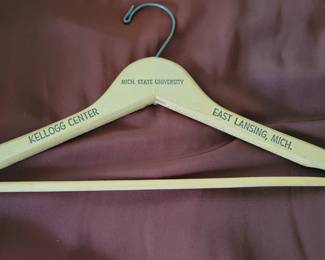 MICH. STATE UNIVERSITY
KELLOGG CENTER
EAST LANSING, MICH.